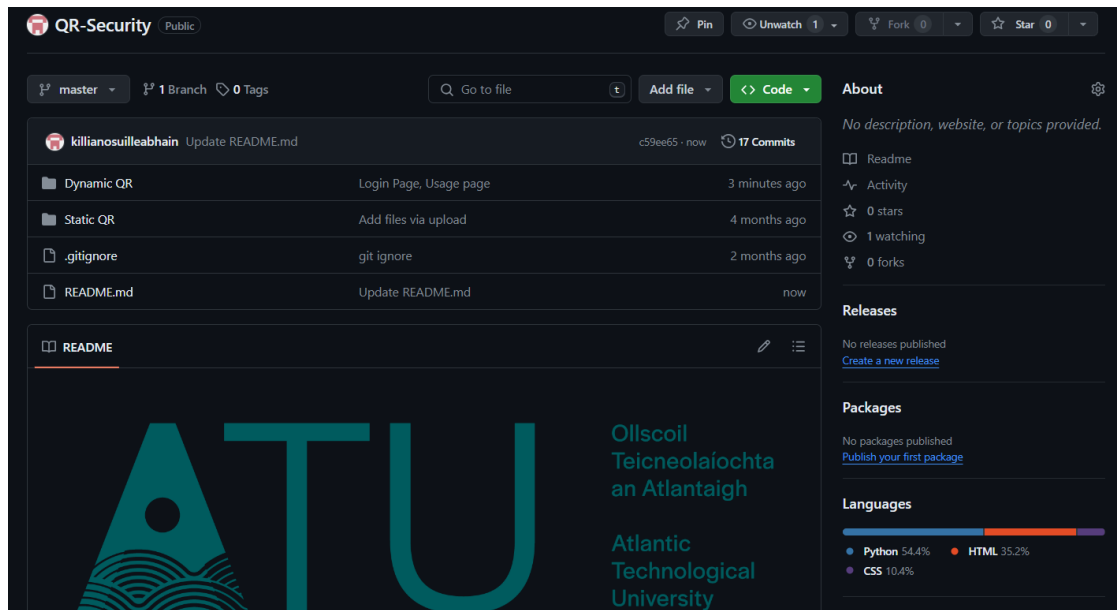 QR-Security Public
Pin
Unwatch 1
Fork 0
Star 0
master
1 Branch
0 Tags
Go to file
t
Add file
Code
killianosuilleabhain Update README.md c59ee65 · now 17 Commits
Dynamic QR Login Page, Usage page 3 minutes ago
Static QR Add files via upload 4 months ago
.gitignore git ignore 2 months ago
README.md Update README.md now
README
ATU
Ollscoil
Teicneolaíochta
an Atlantaigh
Atlantic
Technological
University
About
No description, website, or topics provided.
Readme
Activity
0 stars
1 watching
0 forks
Releases
No releases published
Create a new release
Packages
No packages published
Publish your first package
Languages
Python 54.4% HTML 35.2%
CSS 10.4%